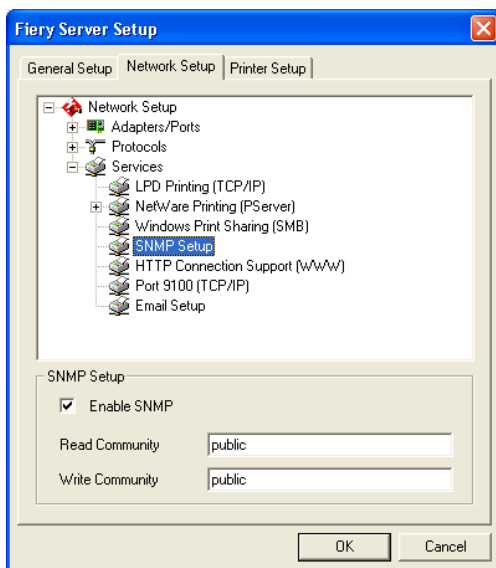 Fiery Server Setup
General Setup Network Setup Printer Setup
Network Setup
Adapters/Ports
Protocols
Services
LPD Printing (TCP/IP)
NetWare Printing (PServer)
Windows Print Sharing (SMB)
SNMP Setup
HTTP Connection Support (WWW)
Port 9100 (TCP/IP)
Email Setup
SNMP Setup
Enable SNMP
Read Community public
Write Community public
OK Cancel